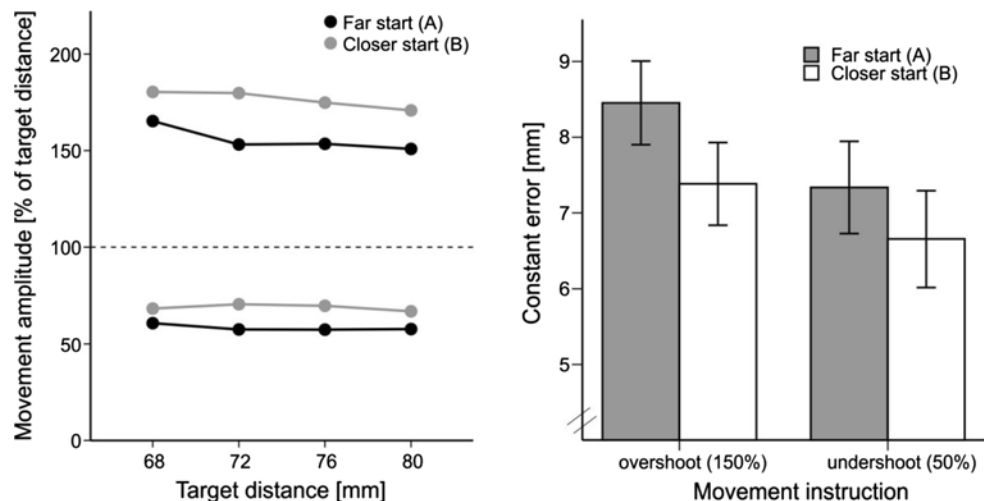 Movement amplitude [% of target distance]
200
150
100
50
0
Far start (A)
Closer start (B)
68
72
76
80
Target distance [mm]
Constant error [mm]
9
8
7
6
5
Far start (A)
Closer start (B)
overshoot (150%)
undershoot (50%)
Movement instruction